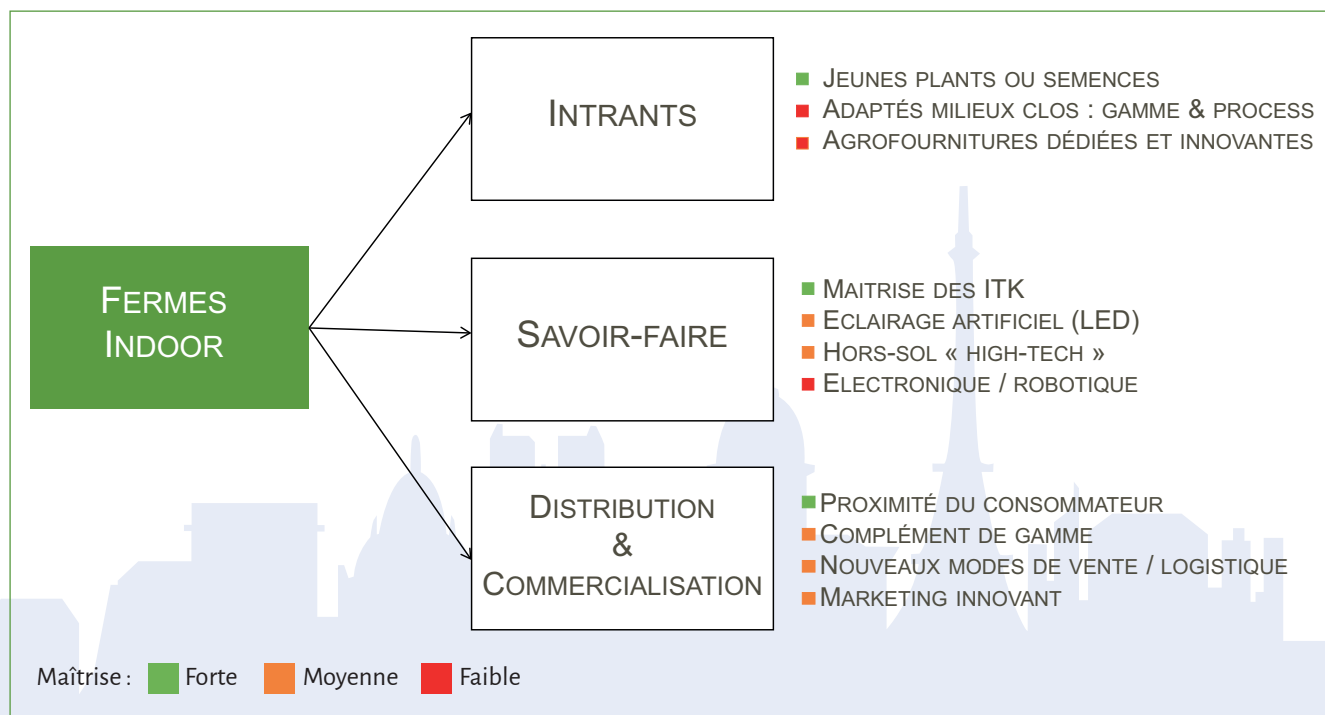 FERMES
INDOOR
INTRANTS
JEUNES PLANTS OU SEMENCES
ADAPTÉS MILIEUX CLOS : GAMME & PROCESS
AGROFOURNITURES DÉDIÉES ET INNOVANTES
SAVOIR-FAIRE
MAITRISE DES ITK
ECLAIRAGE ARTIFICIEL (LED)
HORS-SOL « HIGH-TECH »
ELECTRONIQUE / ROBOTIQUE
DISTRIBUTION
&
COMMERCIALISATION
PROXIMITÉ DU CONSOMMATEUR
COMPLÉMENT DE GAMME
NOUVEAUX MODES DE VENTE / LOGISTIQUE
MARKETING INNOVANT
Maîtrise : Forte Moyenne Faible